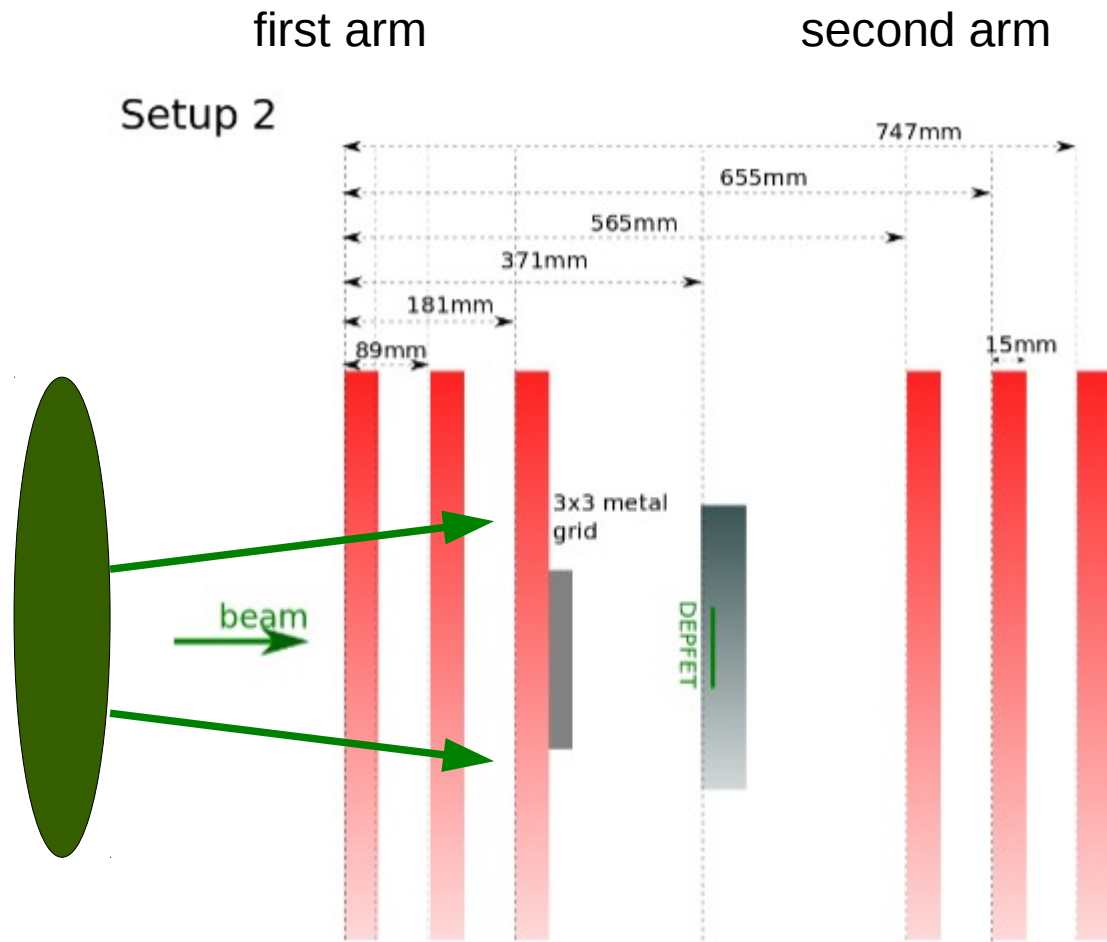 first arm
second arm
Setup 2
747mm
655mm
565mm
371mm
181mm
89mm
15mm
3x3 metal
grid
beam
DEPFET